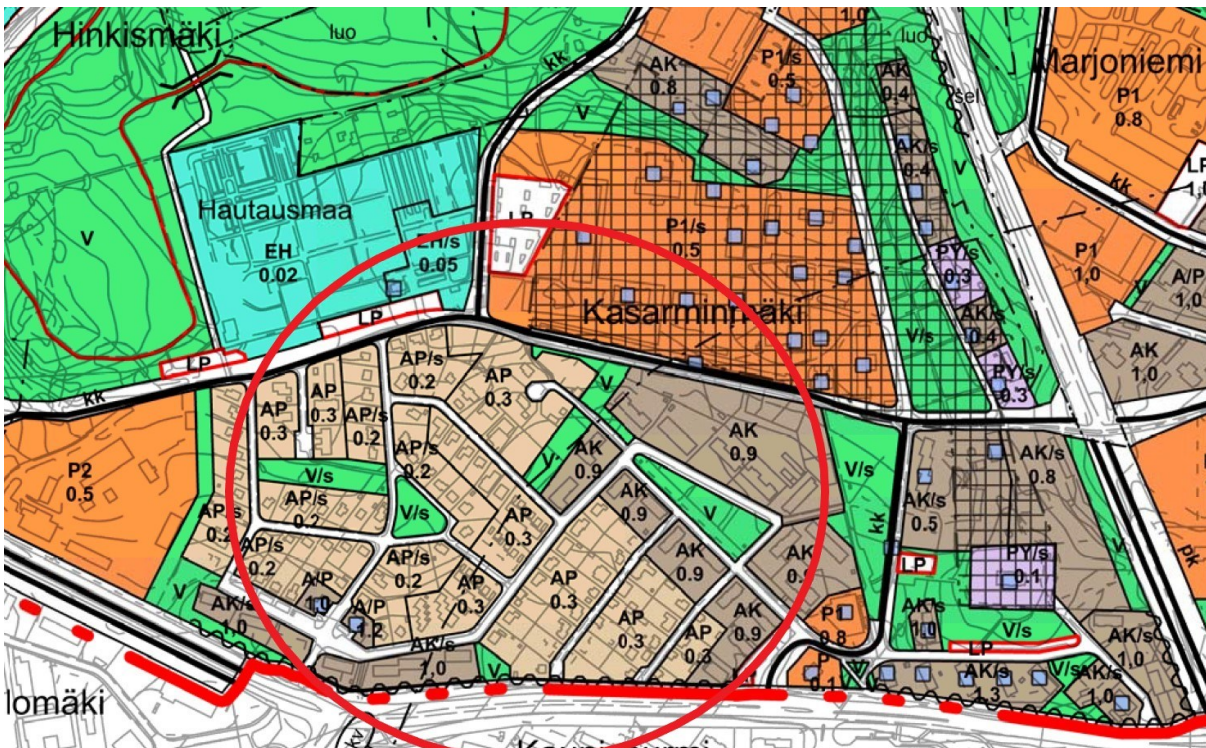 Hinkismäki
luo
kk
AK
0.8
P1/s
0.5
1,0
AK
0.4
luo
sel
Marjoniemi
P1
0.8
AK/s
0.4
V
V
kk
LP
1,0
Hautausmaa
EH
0.02
EH/s
0.05
V
LP
P1/s
0.5
PY/s
0.3
P1
1,0
A/P
1,0
V
Kasarminmäki
AK/s
0.4
V/s
LP
LP
kk
AP/s
0.2
AP
0.3
V
PY/s
0.3
AK
1,0
AP
0.3
AP
0.3
AP/s
0.2
AK
0.9
P2
0.5
AP/s
0.2
V
AK
0.9
V/s
kk
AK/s
0.8
V/s
AP/s
0.2
V/s
AK
0.9
V
AK/s
0.5
AP/s
0.2
AP
0.3
AP/s
0.2
AP/s
0.2
AK
0.9
AK
LP
PY/s
0.1
pk
V
A/P
1.0
AP
0.3
AP
0.3
AK
0.9
P1
0.8
AK/s
1,0
V/s
LP
AK/s
1,0
A/P
1.2
AP
0.3
AK/s
1,0
V
P
0.1
V
AK/s
1.3
V/s
AK/s
1,0
lomäki
kv